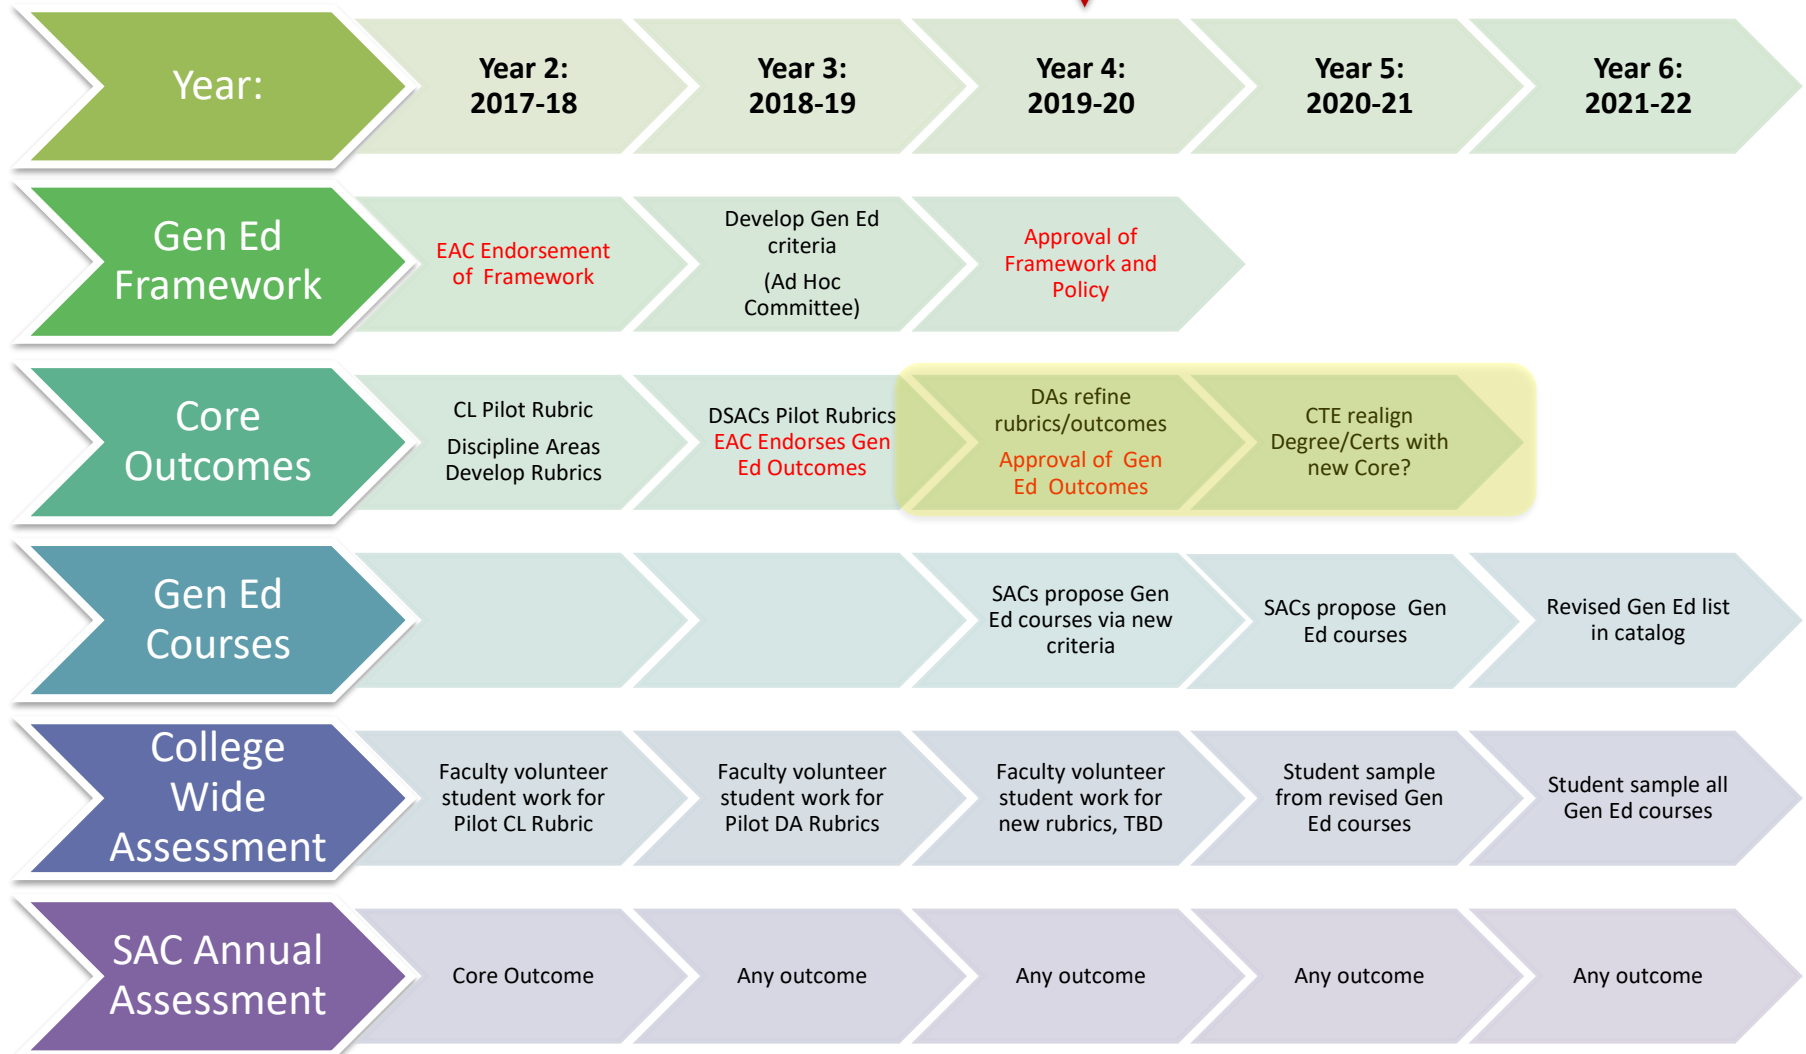 Year:
Year 2:
2017-18
Year 3:
2018-19
Year 4:
2019-20
Year 5:
2020-21
Year 6:
2021-22
Gen Ed
Framework
EAC Endorsement
of Framework
Develop Gen Ed
criteria
(Ad Hoc
Committee)
Approval of
Framework and
Policy
Core
Outcomes
CL Pilot Rubric
Discipline Areas
Develop Rubrics
DSACs Pilot Rubrics
EAC Endorses Gen
Ed Outcomes
DAs refine
rubrics/outcomes
Approval of Gen
Ed Outcomes
CTE realign
Degree/Certs with
new Core?
Gen Ed
Courses
SACs propose Gen
Ed courses via new
criteria
SACs propose Gen
Ed courses
Revised Gen Ed list
in catalog
College
Wide
Assessment
Faculty volunteer
student work for
Pilot CL Rubric
Faculty volunteer
student work for
Pilot DA Rubrics
Faculty volunteer
student work for
new rubrics, TBD
Student sample
from revised Gen
Ed courses
Student sample all
Gen Ed courses
SAC Annual
Assessment
Core Outcome
Any outcome
Any outcome
Any outcome
Any outcome